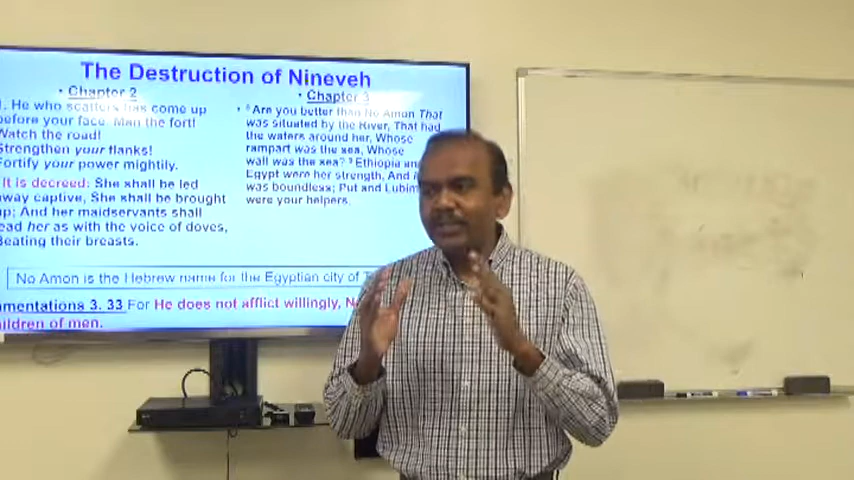 The Destruction of Nineveh
• Chapter 2
1. He who scatters has come up
before your face. Man the fort!
Watch the road!
Strengthen your flanks!
Fortify your power mightily.
It is decreed: She shall be led
away captive, She shall be brought
up; And her maidservants shall
lead her as with the voice of doves,
Beating their breasts.
• Chapter 3
• ⁸Are you better than No Amon That
was situated by the River, That had
the waters around her, Whose
rampart was the sea, Whose
wall was the sea? ⁹ Ethiopia and
Egypt were her strength, And it
was boundless; Put and Lubim
were your helpers.
No Amon is the Hebrew name for the Egyptian city of
Lamentations 3. 33 For He does not afflict willingly,
children of men.